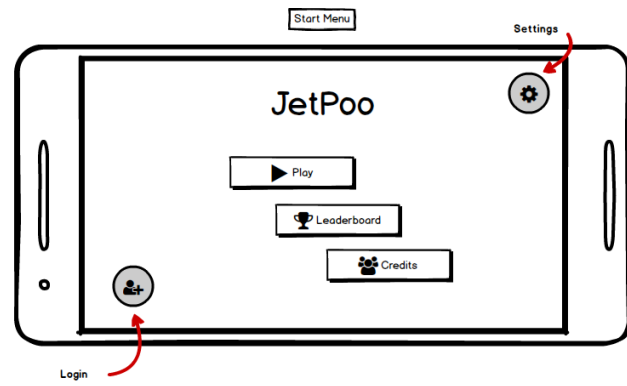 Start Menu
Settings
JetPoo
Play
Leaderboard
Credits
Login